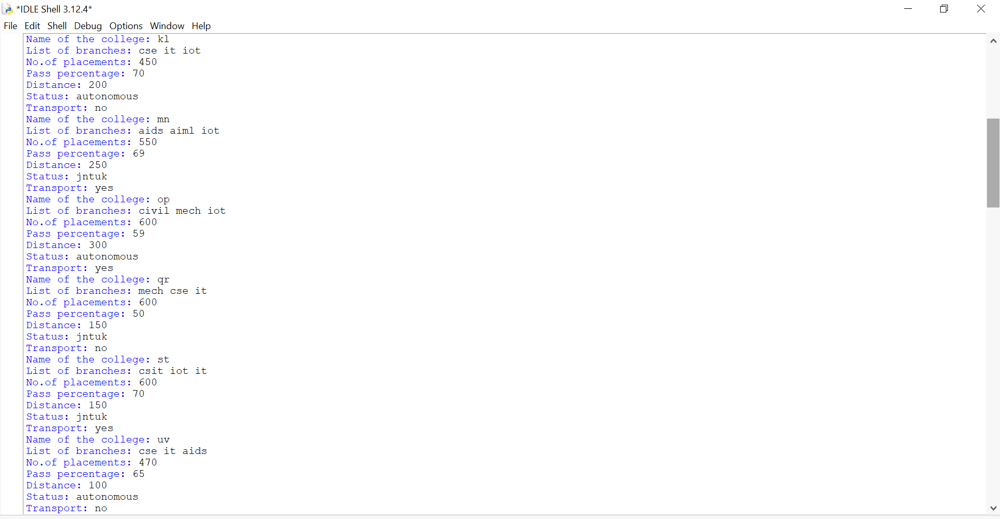 *IDLE Shell 3.12.4*
File Edit Shell Debug Options Window Help
Name of the college: kl
List of branches: cse it iot
No.of placements: 450
Pass percentage: 70
Distance: 200
Status: autonomous
Transport: no
Name of the college: mn
List of branches: aids aiml iot
No.of placements: 550
Pass percentage: 69
Distance: 250
Status: jntuk
Transport: yes
Name of the college: op
List of branches: civil mech iot
No.of placements: 600
Pass percentage: 59
Distance: 300
Status: autonomous
Transport: yes
Name of the college: qr
List of branches: mech cse it
No.of placements: 600
Pass percentage: 50
Distance: 150
Status: jntuk
Transport: no
Name of the college: st
List of branches: csit iot it
No.of placements: 600
Pass percentage: 70
Distance: 150
Status: jntuk
Transport: yes
Name of the college: uv
List of branches: cse it aids
No.of placements: 470
Pass percentage: 65
Distance: 100
Status: autonomous
Transport: no